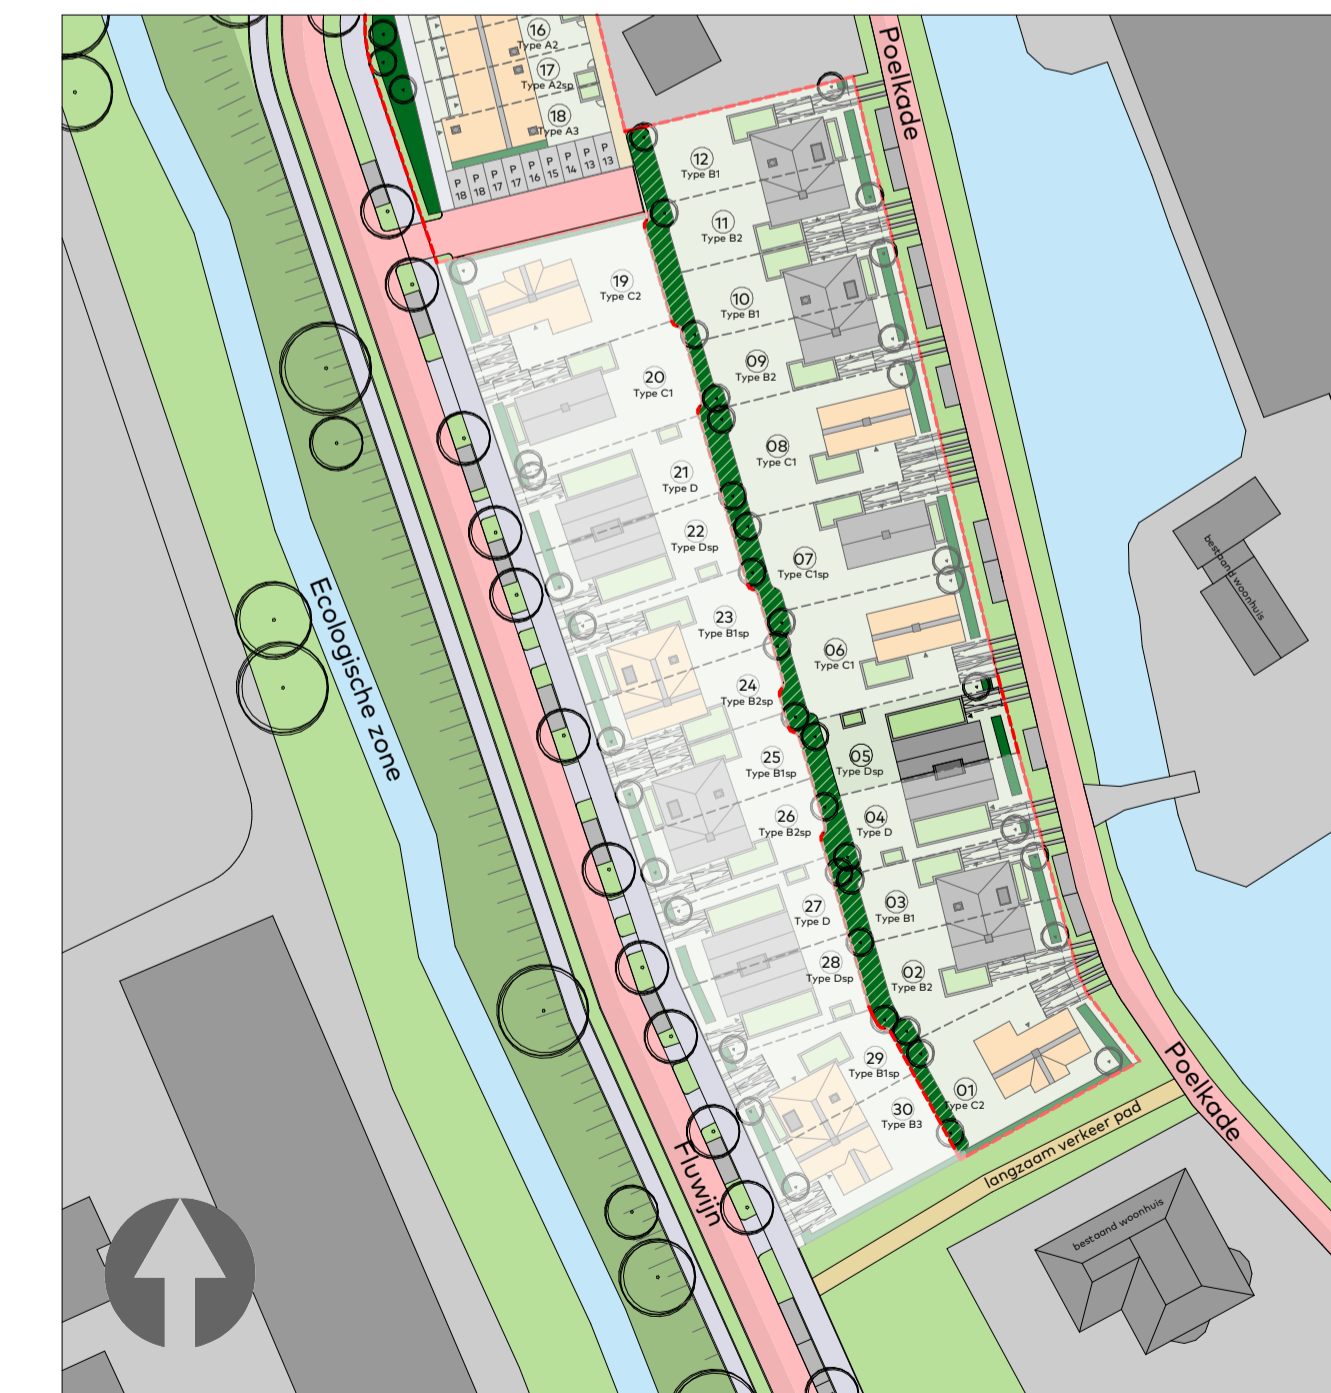 16
Type A2
17
Type A2sp
18
Type A3
P 18
P 18
P 17
P 17
P 16
P 15
P 14
P 13
P 13
Poelkade
12
Type B1
11
Type B2
10
Type B1
09
Type B2
08
Type C1
07
Type C1sp
06
Type C1
05
Type Dsp
04
Type D
03
Type B1
02
Type B2
01
Type C2
19
Type C2
20
Type C1
21
Type D
22
Type Dsp
23
Type B1sp
24
Type B2sp
25
Type B1sp
26
Type B2sp
27
Type D
28
Type Dsp
29
Type B1sp
30
Type B3
Ecologische zone
Fluwijn
bestaand woonhuis
Poelkade
langzaam verkeer pad
bestaand woonhuis